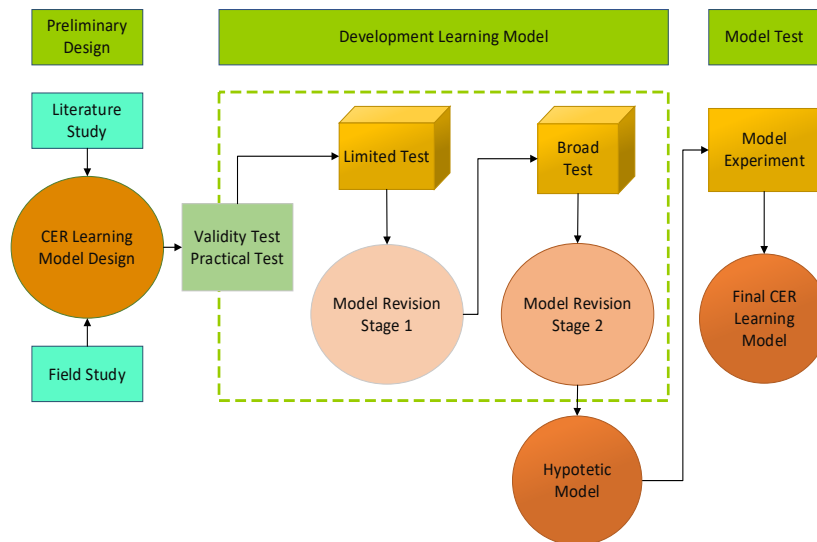 Preliminary
Design
Development Learning Model
Model Test
Literature
Study
Limited Test
Broad
Test
Model
Experiment
CER Learning
Model Design
Validity Test
Practical Test
Model Revision
Stage 1
Model Revision
Stage 2
Final CER
Learning
Model
Field Study
Hypotetic
Model